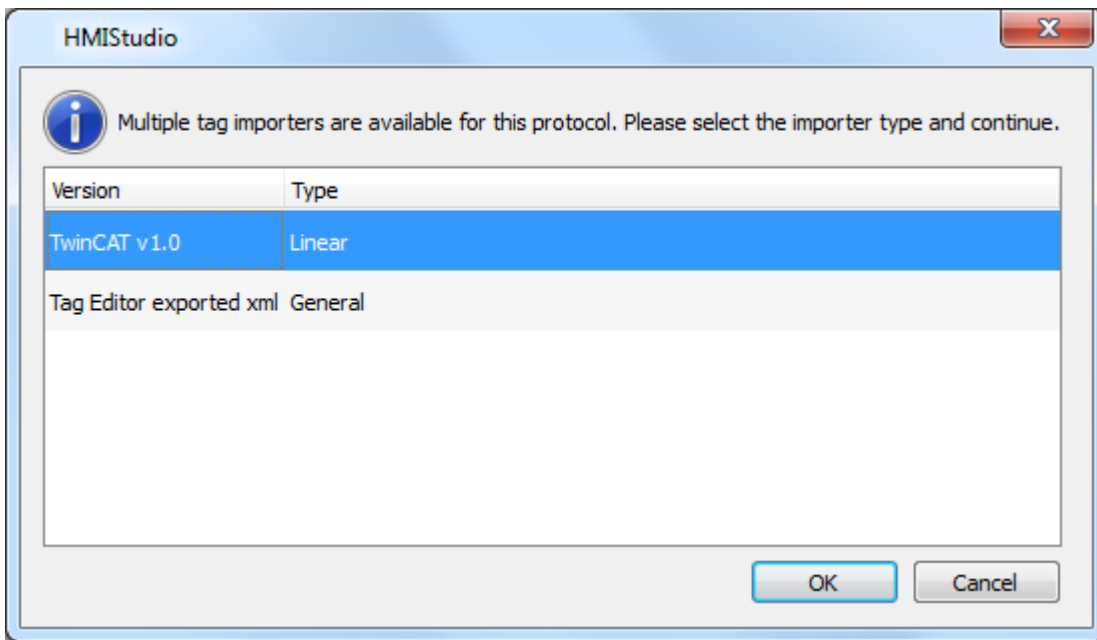 HMIStudio
Multiple tag importers are available for this protocol. Please select the importer type and continue.
Version Type
TwinCAT v1.0 Linear
Tag Editor exported xml General
OK Cancel